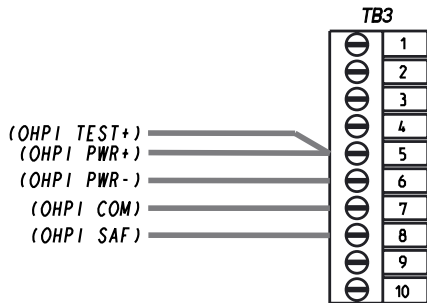 TB3
1
2
3
4
(OHPI TEST+)
(OHPI PWR+) 5
(OHPI PWR-) 6
(OHPI COM) 7
(OHPI SAF) 8
9
10